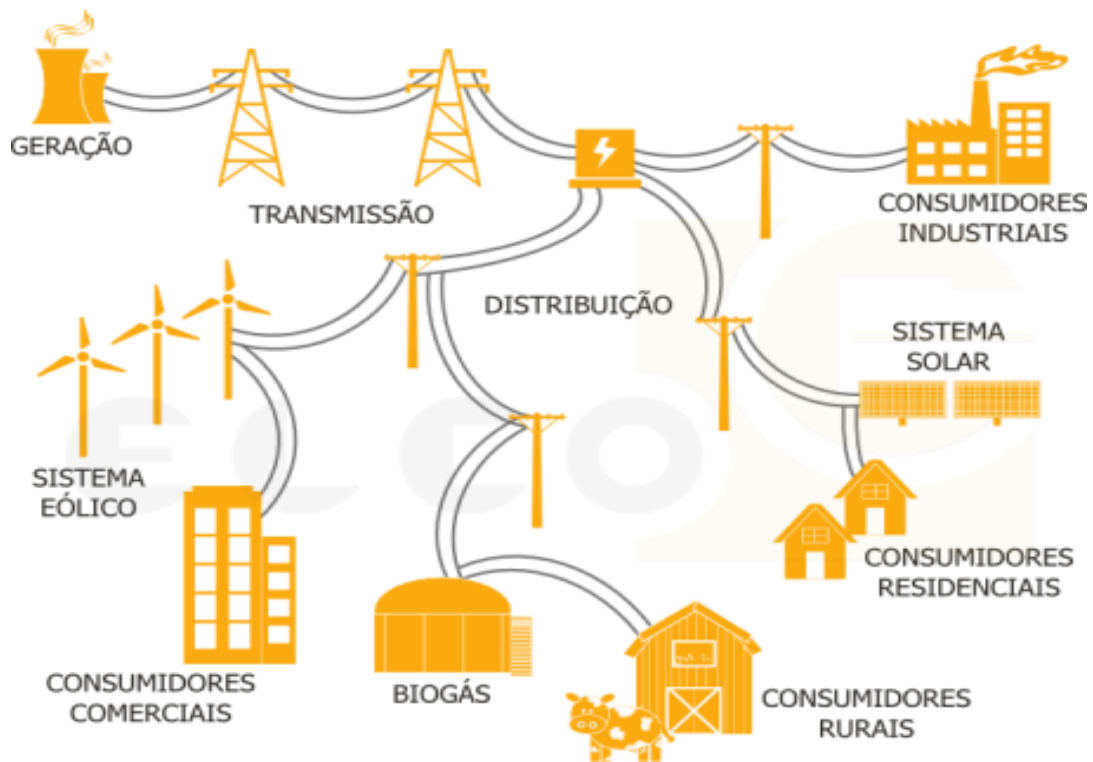 GERAÇÃO
TRANSMISSÃO
CONSUMIDORES
INDUSTRIAIS
DISTRIBUIÇÃO
SISTEMA
SOLAR
SISTEMA
EÓLICO
CONSUMIDORES
RESIDENCIAIS
CONSUMIDORES
COMERCIAIS
BIOGÁS
CONSUMIDORES
RURAIS